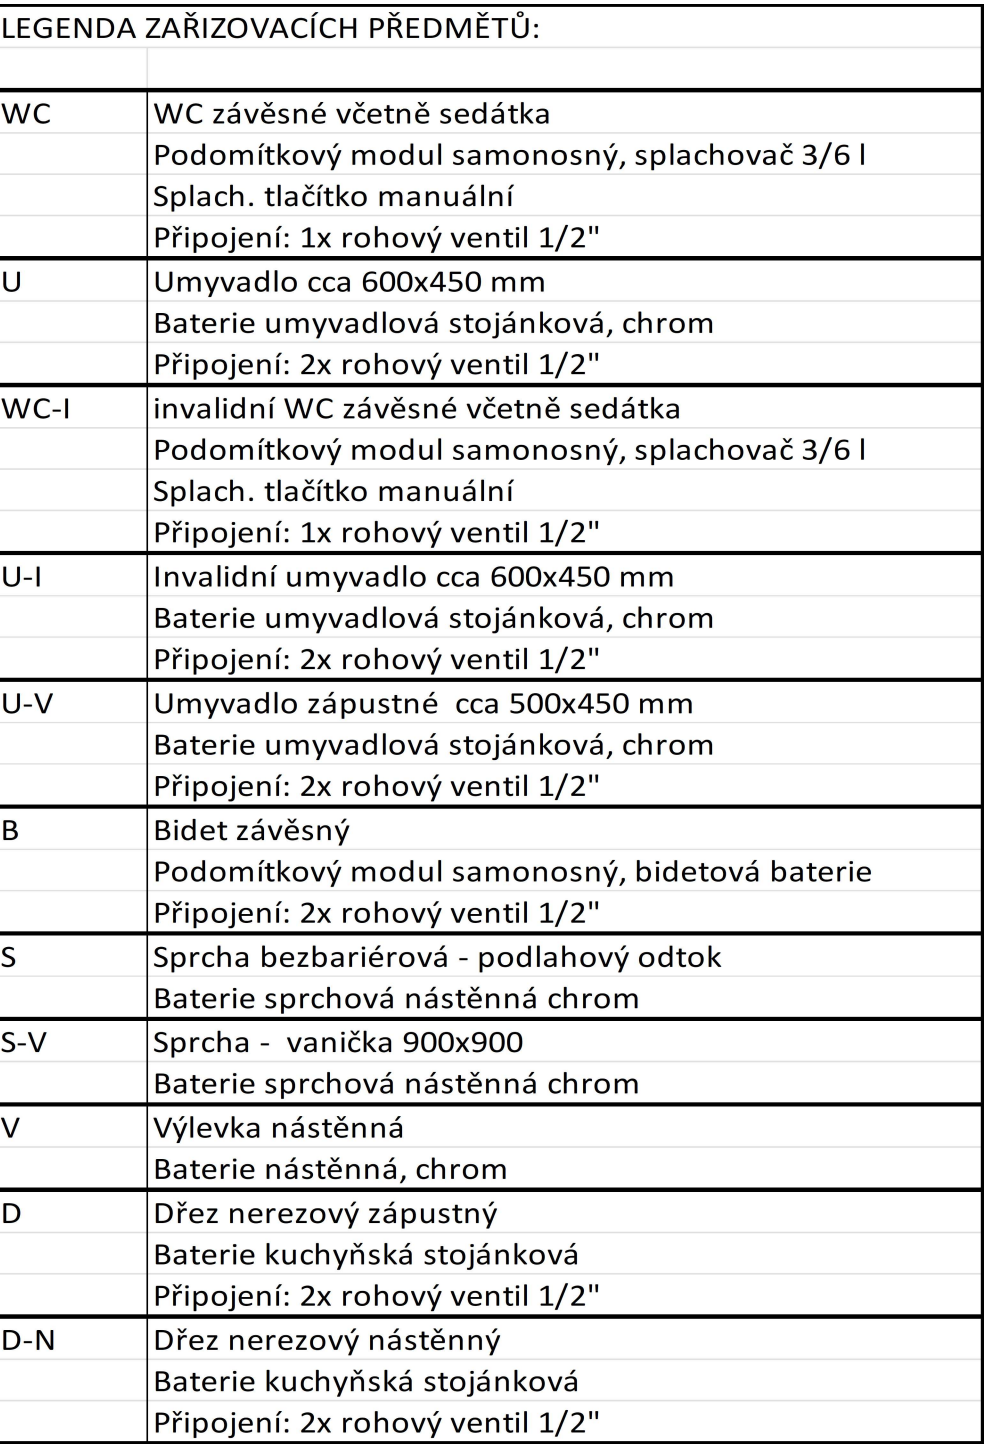 LEGENDA ZAŘIZOVACÍCH PŘEDMĚTŮ:
WC WC závěsné včetně sedátka
Podomítkový modul samonosný, splachovač 3/6 l
Splach. tlačítko manuální
Připojení: 1x rohový ventil 1/2"
U Umyvadlo cca 600x450 mm
Baterie umyvadlová stojánková, chrom
Připojení: 2x rohový ventil 1/2"
WC-I invalidní WC závěsné včetně sedátka
Podomítkový modul samonosný, splachovač 3/6 l
Splach. tlačítko manuální
Připojení: 1x rohový ventil 1/2"
U-I Invalidní umyvadlo cca 600x450 mm
Baterie umyvadlová stojánková, chrom
Připojení: 2x rohový ventil 1/2"
U-V Umyvadlo zápustné  cca 500x450 mm
Baterie umyvadlová stojánková, chrom
Připojení: 2x rohový ventil 1/2"
B Bidet závěsný
Podomítkový modul samonosný, bidetová baterie
Připojení: 2x rohový ventil 1/2"
S Sprcha bezbariérová - podlahový odtok
Baterie sprchová nástěnná chrom
S-V Sprcha -  vanička 900x900
Baterie sprchová nástěnná chrom
V Výlevka nástěnná
Baterie nástěnná, chrom
D Dřez nerezový zápustný
Baterie kuchyňská stojánková
Připojení: 2x rohový ventil 1/2"
D-N Dřez nerezový nástěnný
Baterie kuchyňská stojánková
Připojení: 2x rohový ventil 1/2"